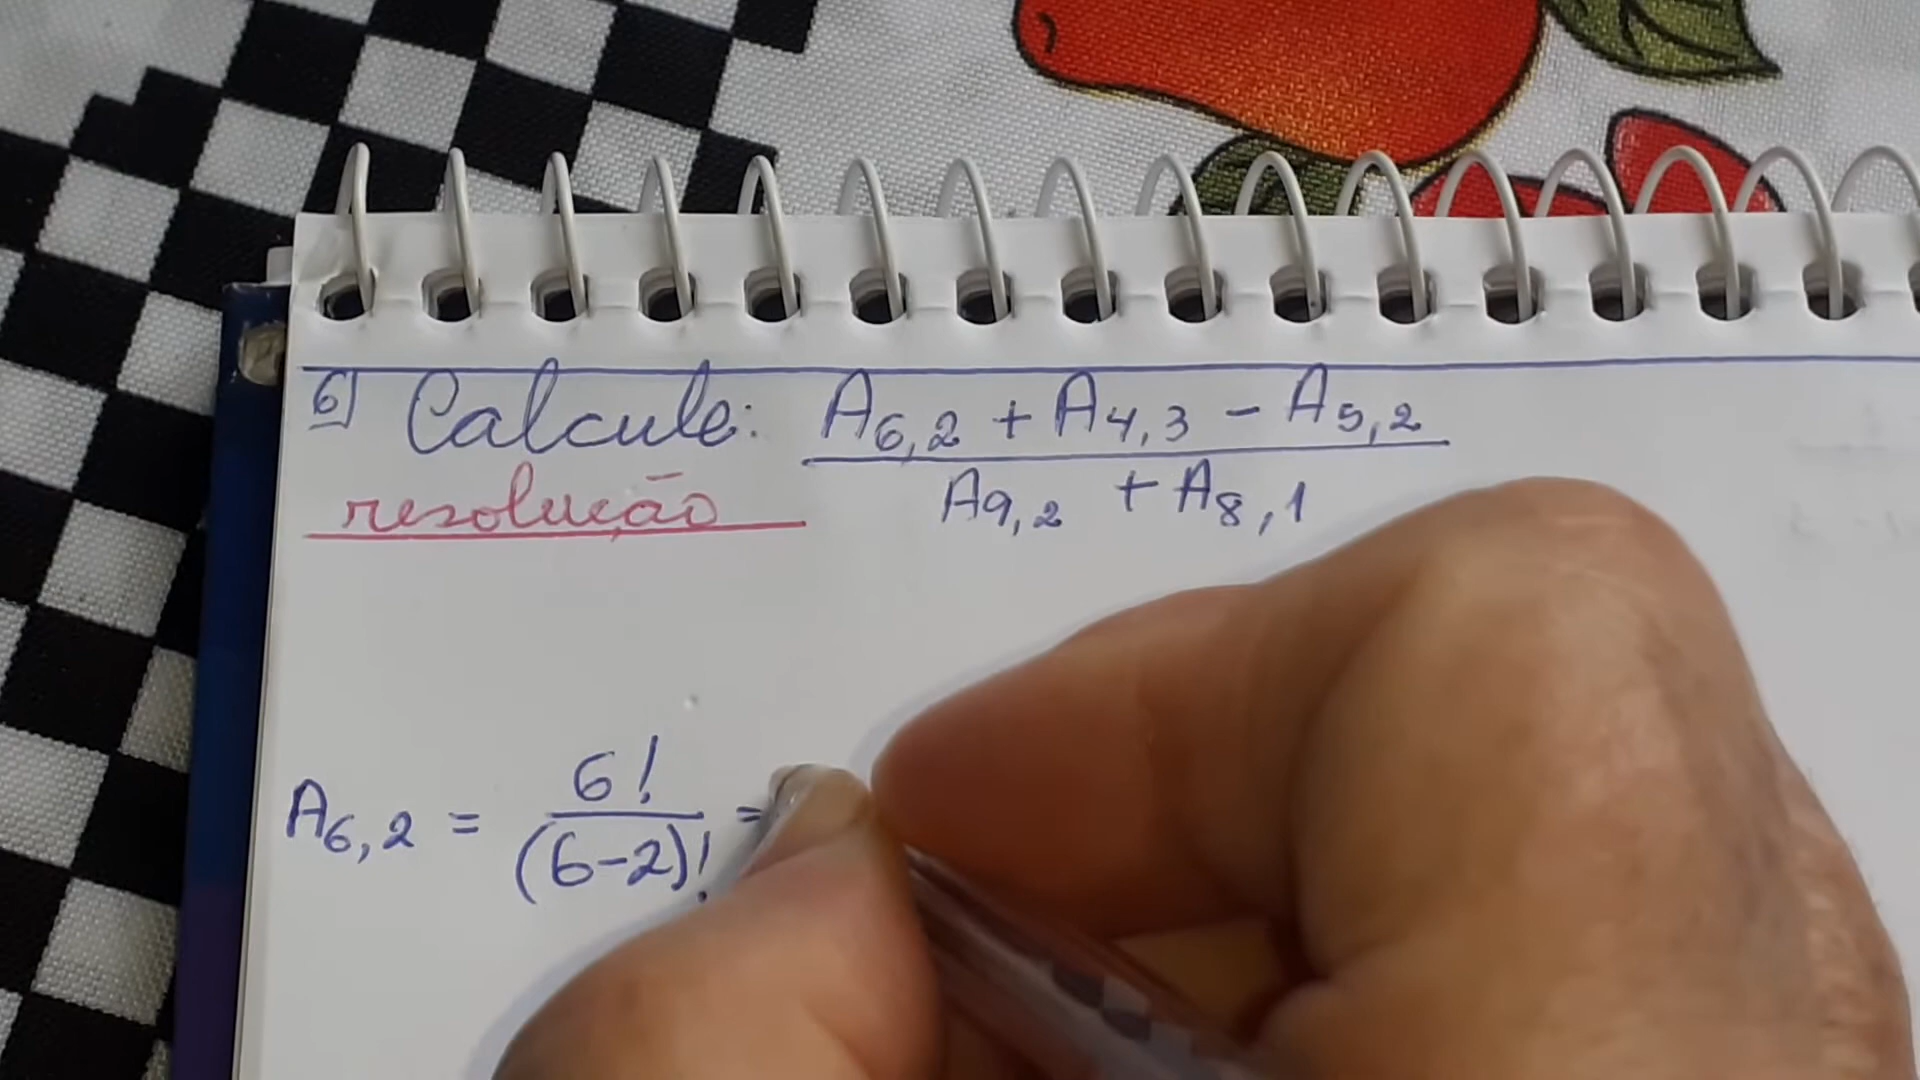 6) Calcule: A6,2 + A4,3 - A5,2
A9,2 + A8,1
resolução
A6,2 = 6! =
(6-2)!